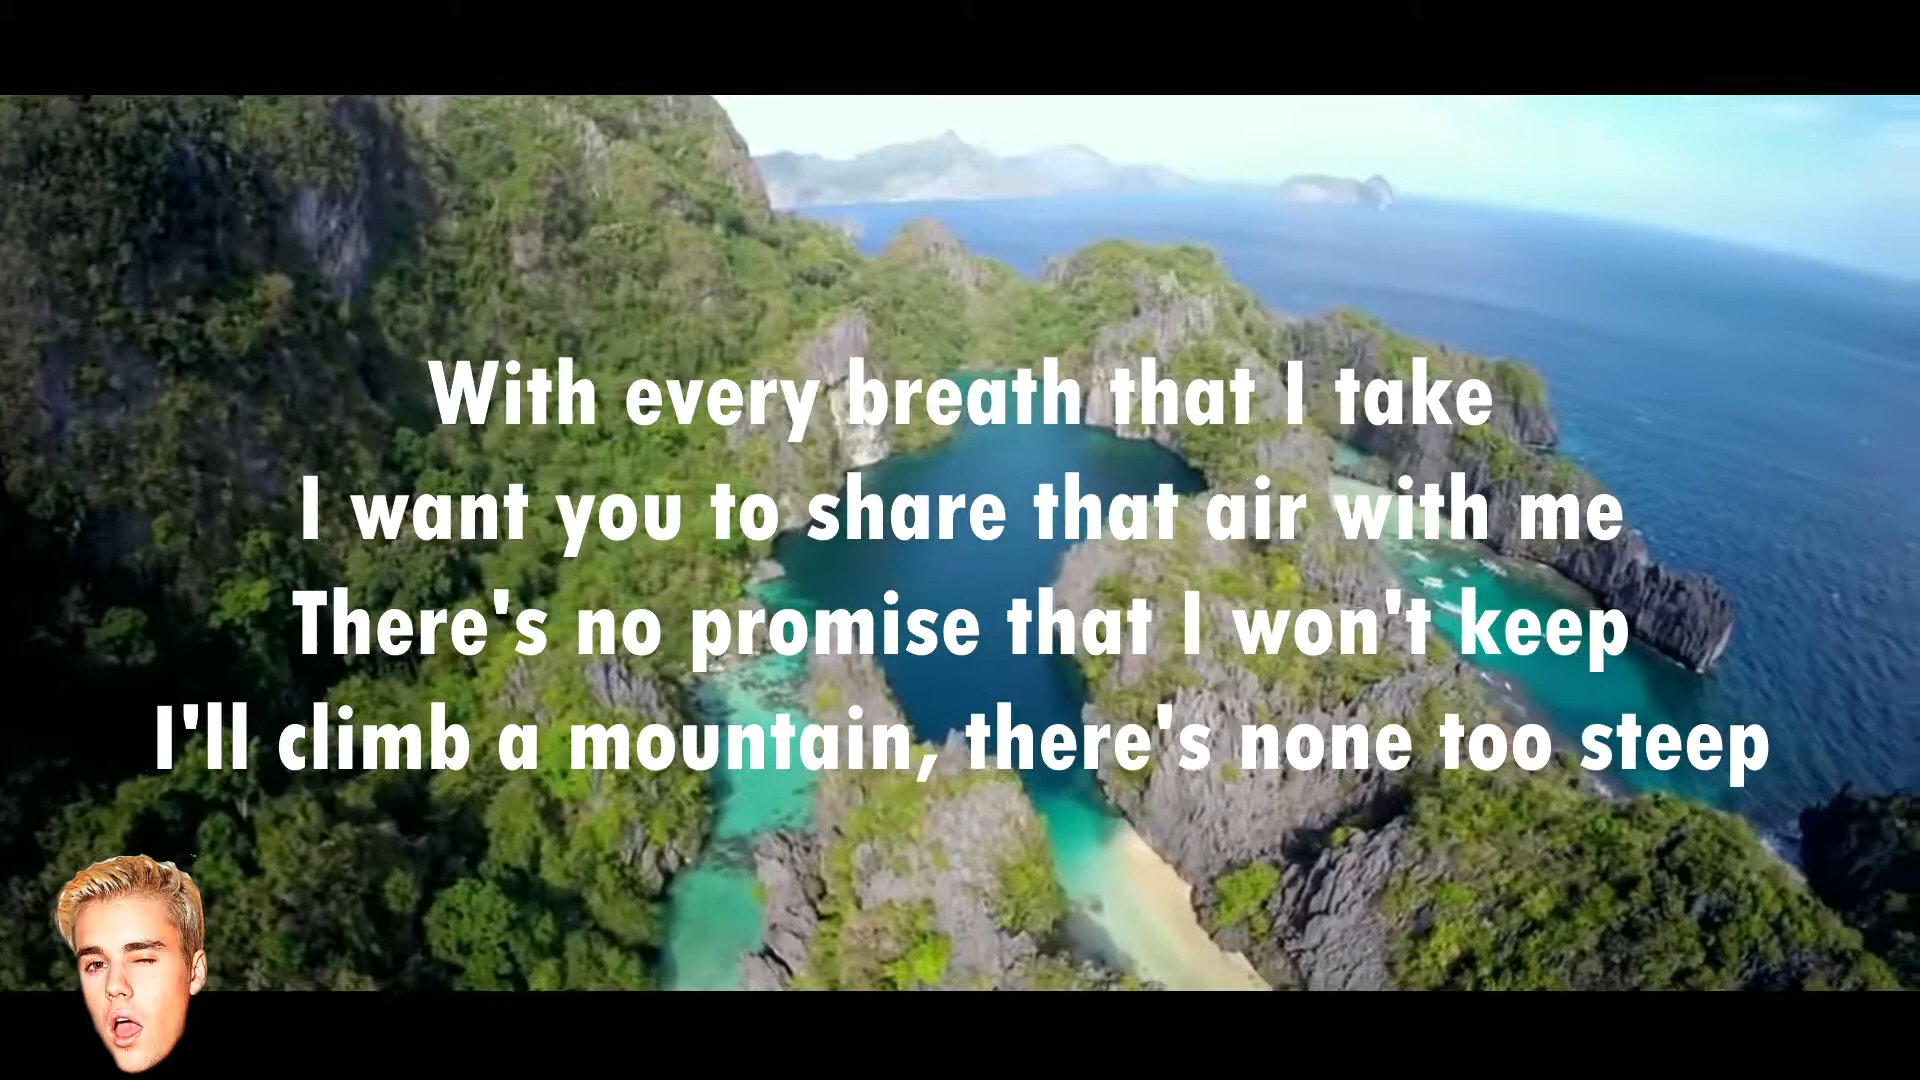 With every breath that I take
I want you to share that air with me
There's no promise that I won't keep
I'll climb a mountain, there's none too steep